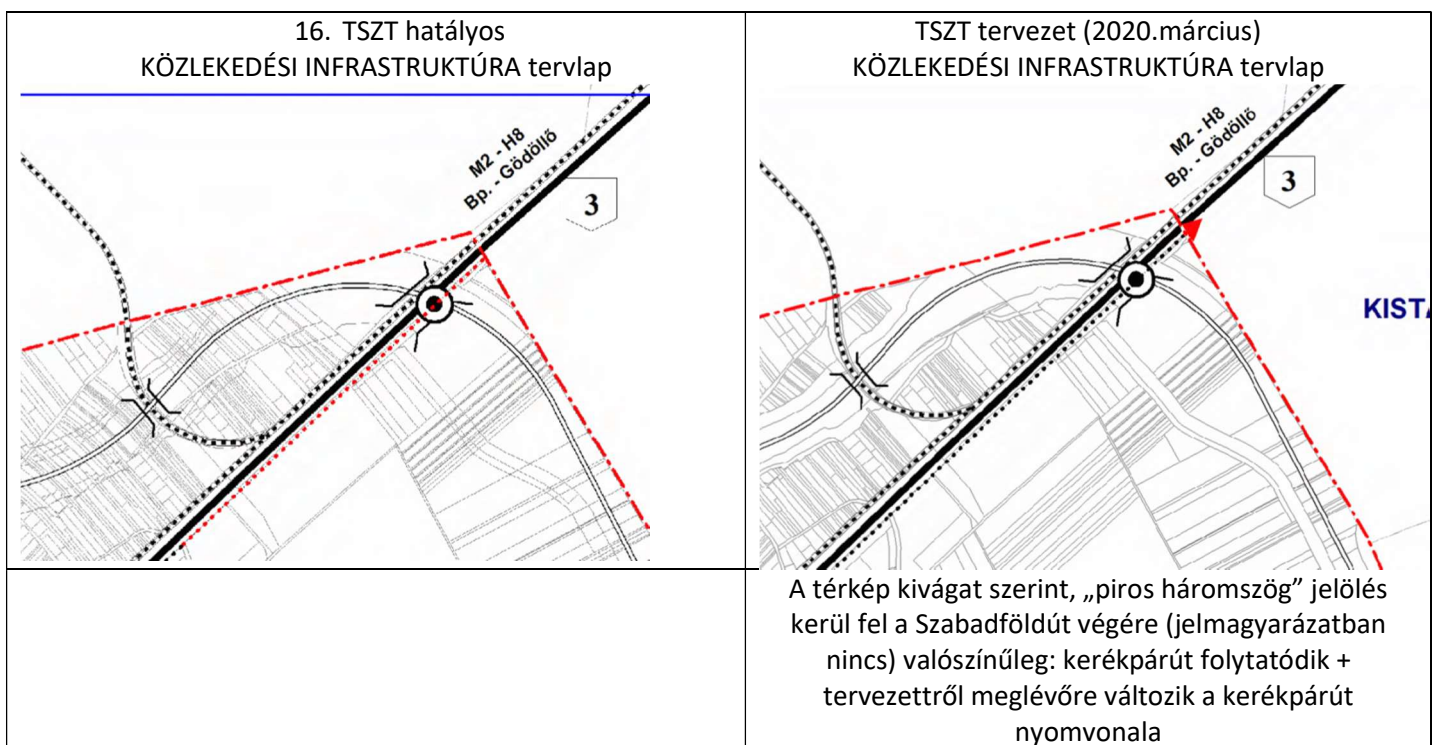 16. TSZT hatályos
KÖZLEKEDÉSI INFRASTRUKTÚRA tervlap
M2 - H8
Bp. - Gödöllő
3
TSZT tervezet (2020.március)
KÖZLEKEDÉSI INFRASTRUKTÚRA tervlap
M2 - H8
Bp. - Gödöllő
3
KIST
A térkép kivágat szerint, „piros háromszög” jelölés
kerül fel a Szabadföldút végére (jelmagyarázatban
nincs) valószínűleg: kerékpárút folytatódik +
tervezettről meglévőre változik a kerékpárút
nyomvonala